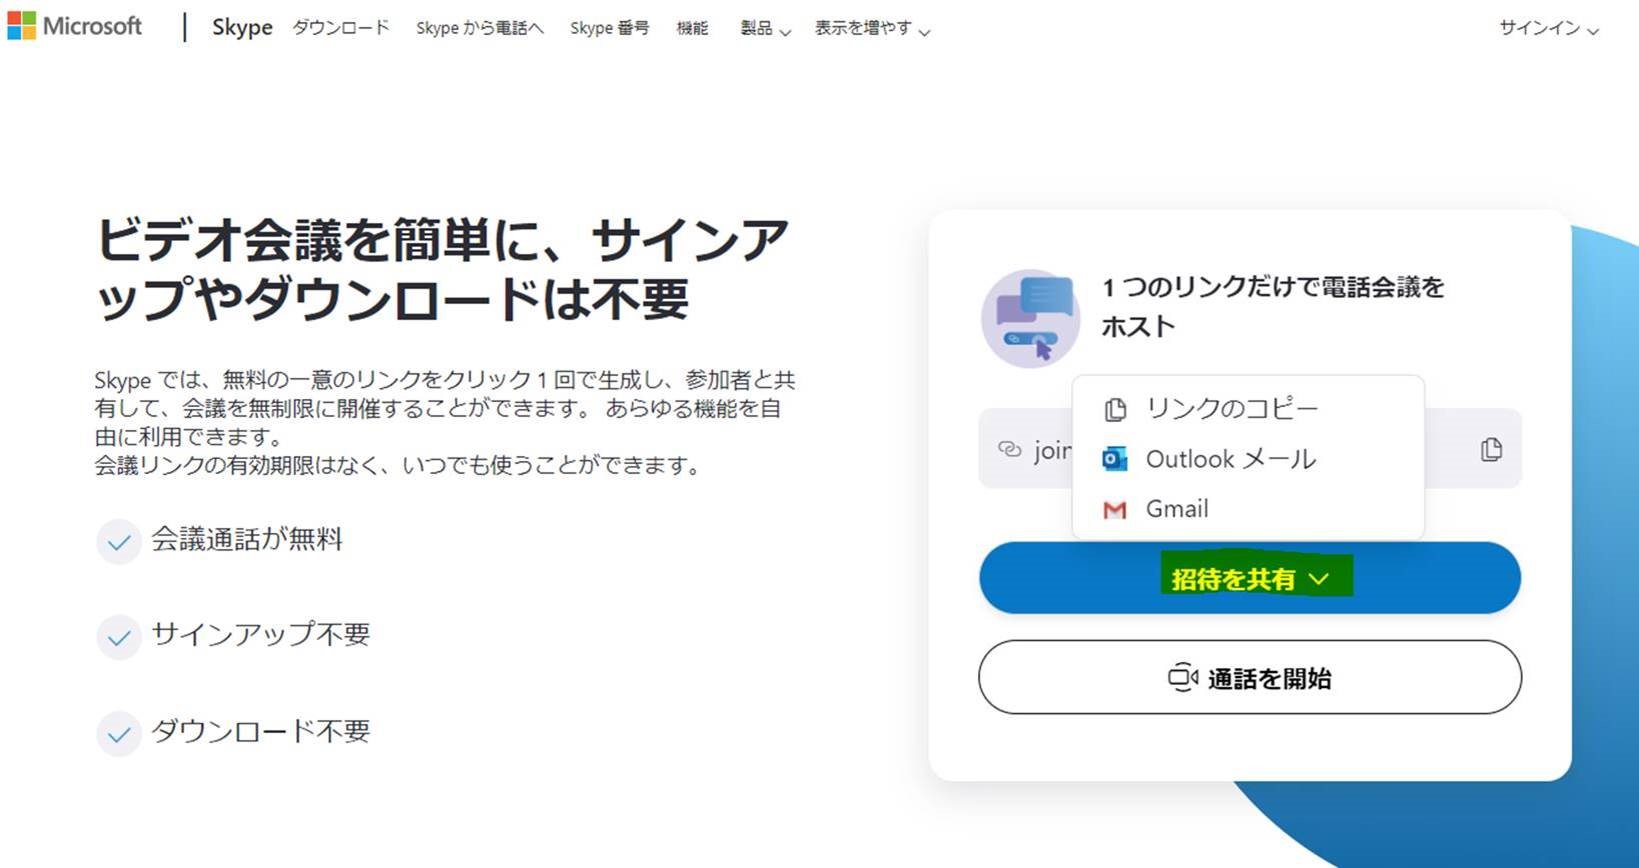 Microsoft Skype ダウンロード Skype から電話へ Skype 番号 機能 製品 表示を増やす サインイン
ビデオ会議を簡単に、サインア
ップやダウンロードは不要
Skype では、無料の一意のリンクをクリック 1 回で生成し、参加者と共
有して、会議を無制限に開催することができます。 あらゆる機能を自
由に利用できます。
会議リンクの有効期限はなく、いつでも使うことができます。
会議通話が無料
サインアップ不要
ダウンロード不要
1 つのリンクだけで電話会議を
ホスト
リンクのコピー
join
Outlook メール
Gmail
招待を共有
通話を開始